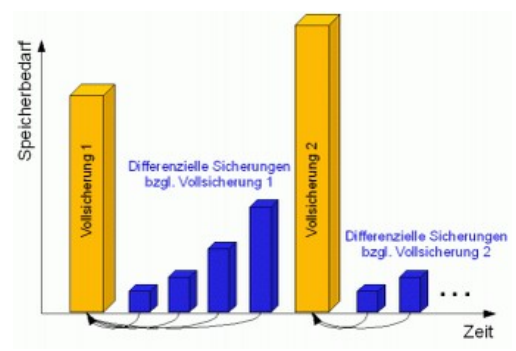 Speicherbedarf
Vollsicherung 1
Differenzielle Sicherungen
bzgl. Vollsicherung 1
Vollsicherung 2
Differenzielle Sicherungen
bzgl. Vollsicherung 2
...
Zeit